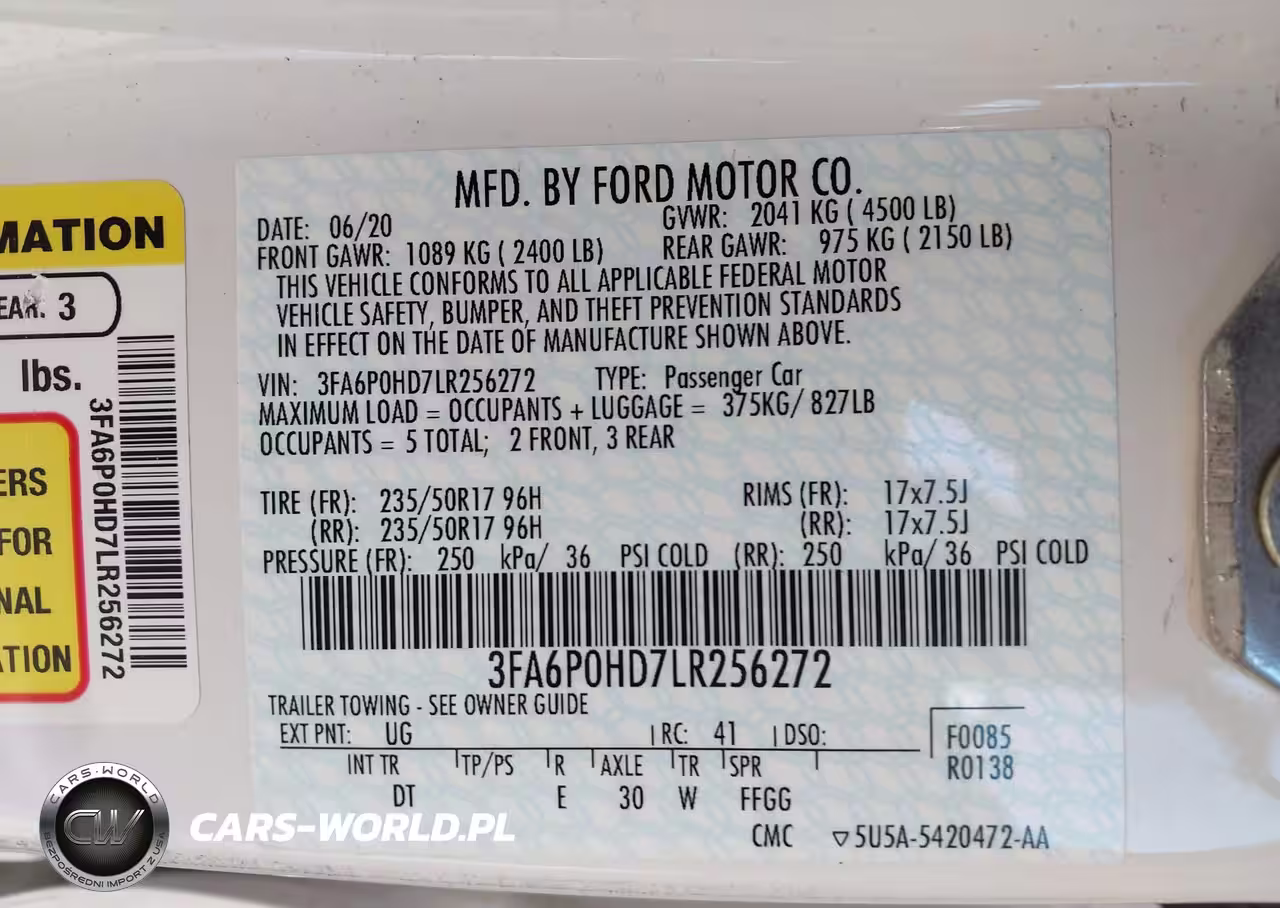 MATION
EAR. 3
lbs.
3FA6P0HD7LR256272
ERS
FOR
NAL
ATION
MFD. BY FORD MOTOR CO.
DATE: 06/20 GVWR: 2041 KG ( 4500 LB)
FRONT GAWR: 1089 KG ( 2400 LB) REAR GAWR: 975 KG ( 2150 LB)
THIS VEHICLE CONFORMS TO ALL APPLICABLE FEDERAL MOTOR
VEHICLE SAFETY, BUMPER, AND THEFT PREVENTION STANDARDS
IN EFFECT ON THE DATE OF MANUFACTURE SHOWN ABOVE.
VIN: 3FA6P0HD7LR256272 TYPE: Passenger Car
MAXIMUM LOAD = OCCUPANTS + LUGGAGE = 375KG/ 827LB
OCCUPANTS = 5 TOTAL; 2 FRONT, 3 REAR
TIRE (FR): 235/50R17 96H RIMS (FR): 17x7.5J
(RR): 235/50R17 96H (RR): 17x7.5J
PRESSURE (FR): 250 kPa/ 36 PSI COLD (RR): 250 kPa/ 36 PSI COLD
3FA6P0HD7LR256272
TRAILER TOWING - SEE OWNER GUIDE
EXT PNT: UG RC: 41 DSO: F0085
R0138
INT TR TP/PS R AXLE TR SPR
DT E 30 W FFGG
CMC ▽5U5A-5420472-AA
CARS-WORLD
CW
BEZPOŚREDNI IMPORT Z USA
CARS-WORLD.PL